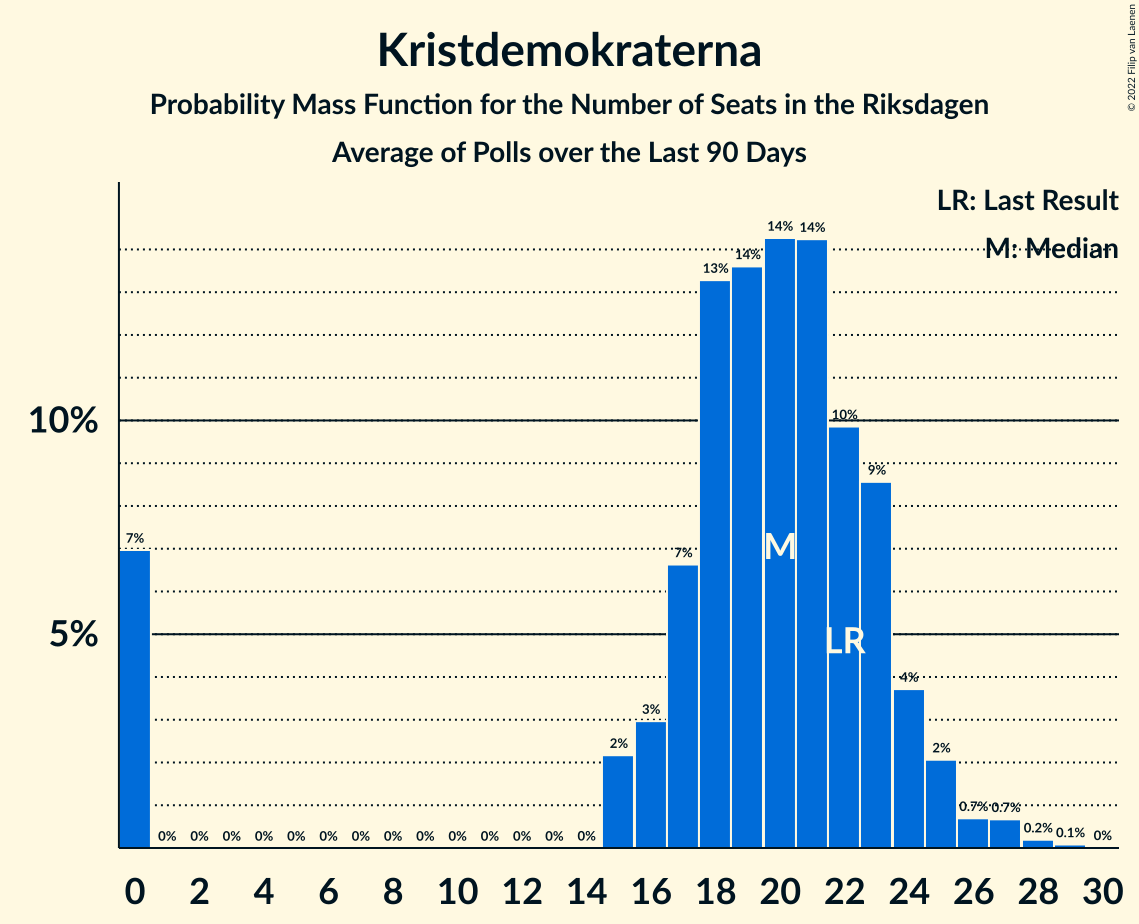 Kristdemokraterna
Probability Mass Function for the Number of Seats in the Riksdagen
Average of Polls over the Last 90 Days
© 2022 Filip van Laenen
LR: Last Result
M: Median
10%
5%
7% 0% 0% 0% 0% 0% 0% 0% 0% 0% 0% 0% 0% 0% 0% 2% 3% 7% 13% 14% 14% 14% 10% 9% 4% 2% 0.7% 0.7% 0.2% 0.1% 0%
M
LR
0 2 4 6 8 10 12 14 16 18 20 22 24 26 28 30